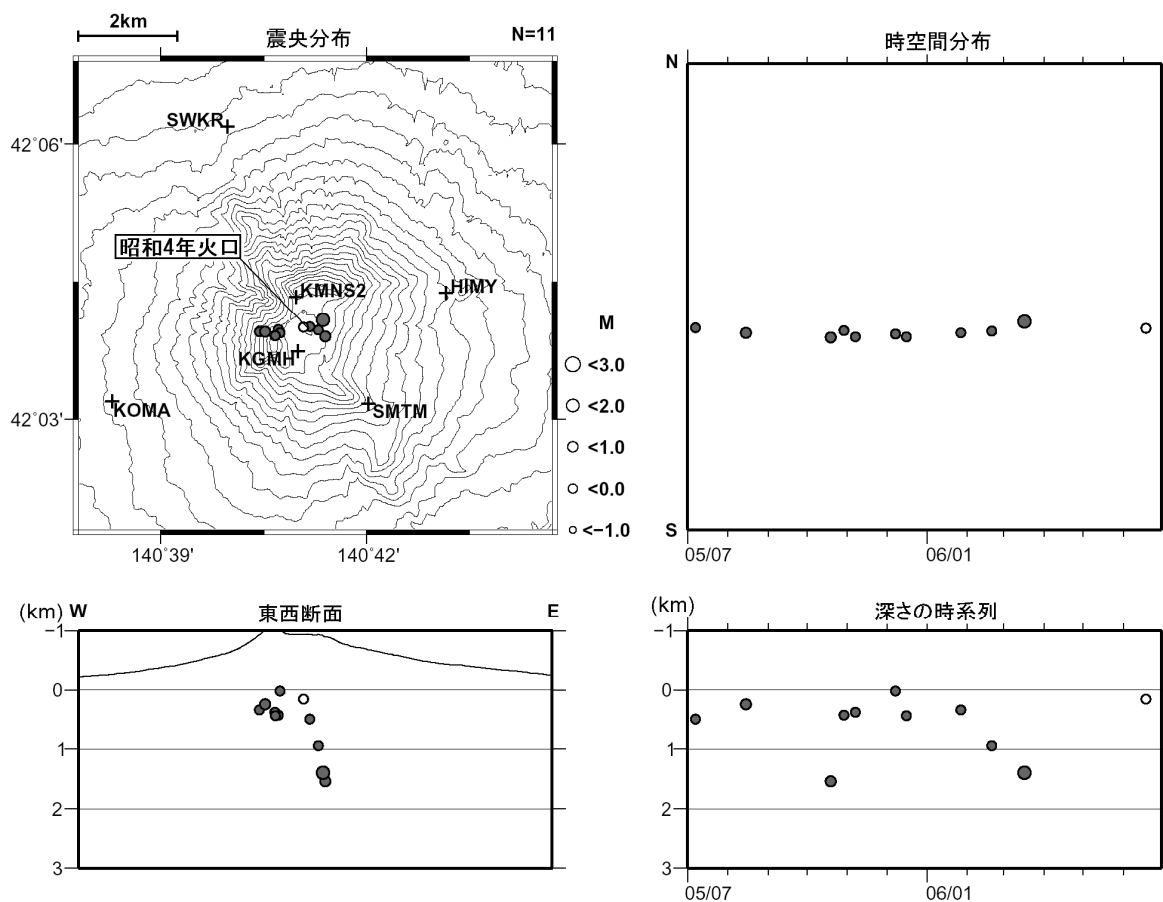 2km
震央分布
N=11
SWKR
42°06'
昭和4年火口
KMNS2
HIMY
KGMH
KOMA
SMTM
42°03'
140°39'
140°42'
M
<3.0
<2.0
<1.0
<0.0
<−1.0
時空間分布
N
S
05/07
06/01
(km)
W
東西断面
E
−1
0
1
2
3
(km)
深さの時系列
−1
0
1
2
3
05/07
06/01